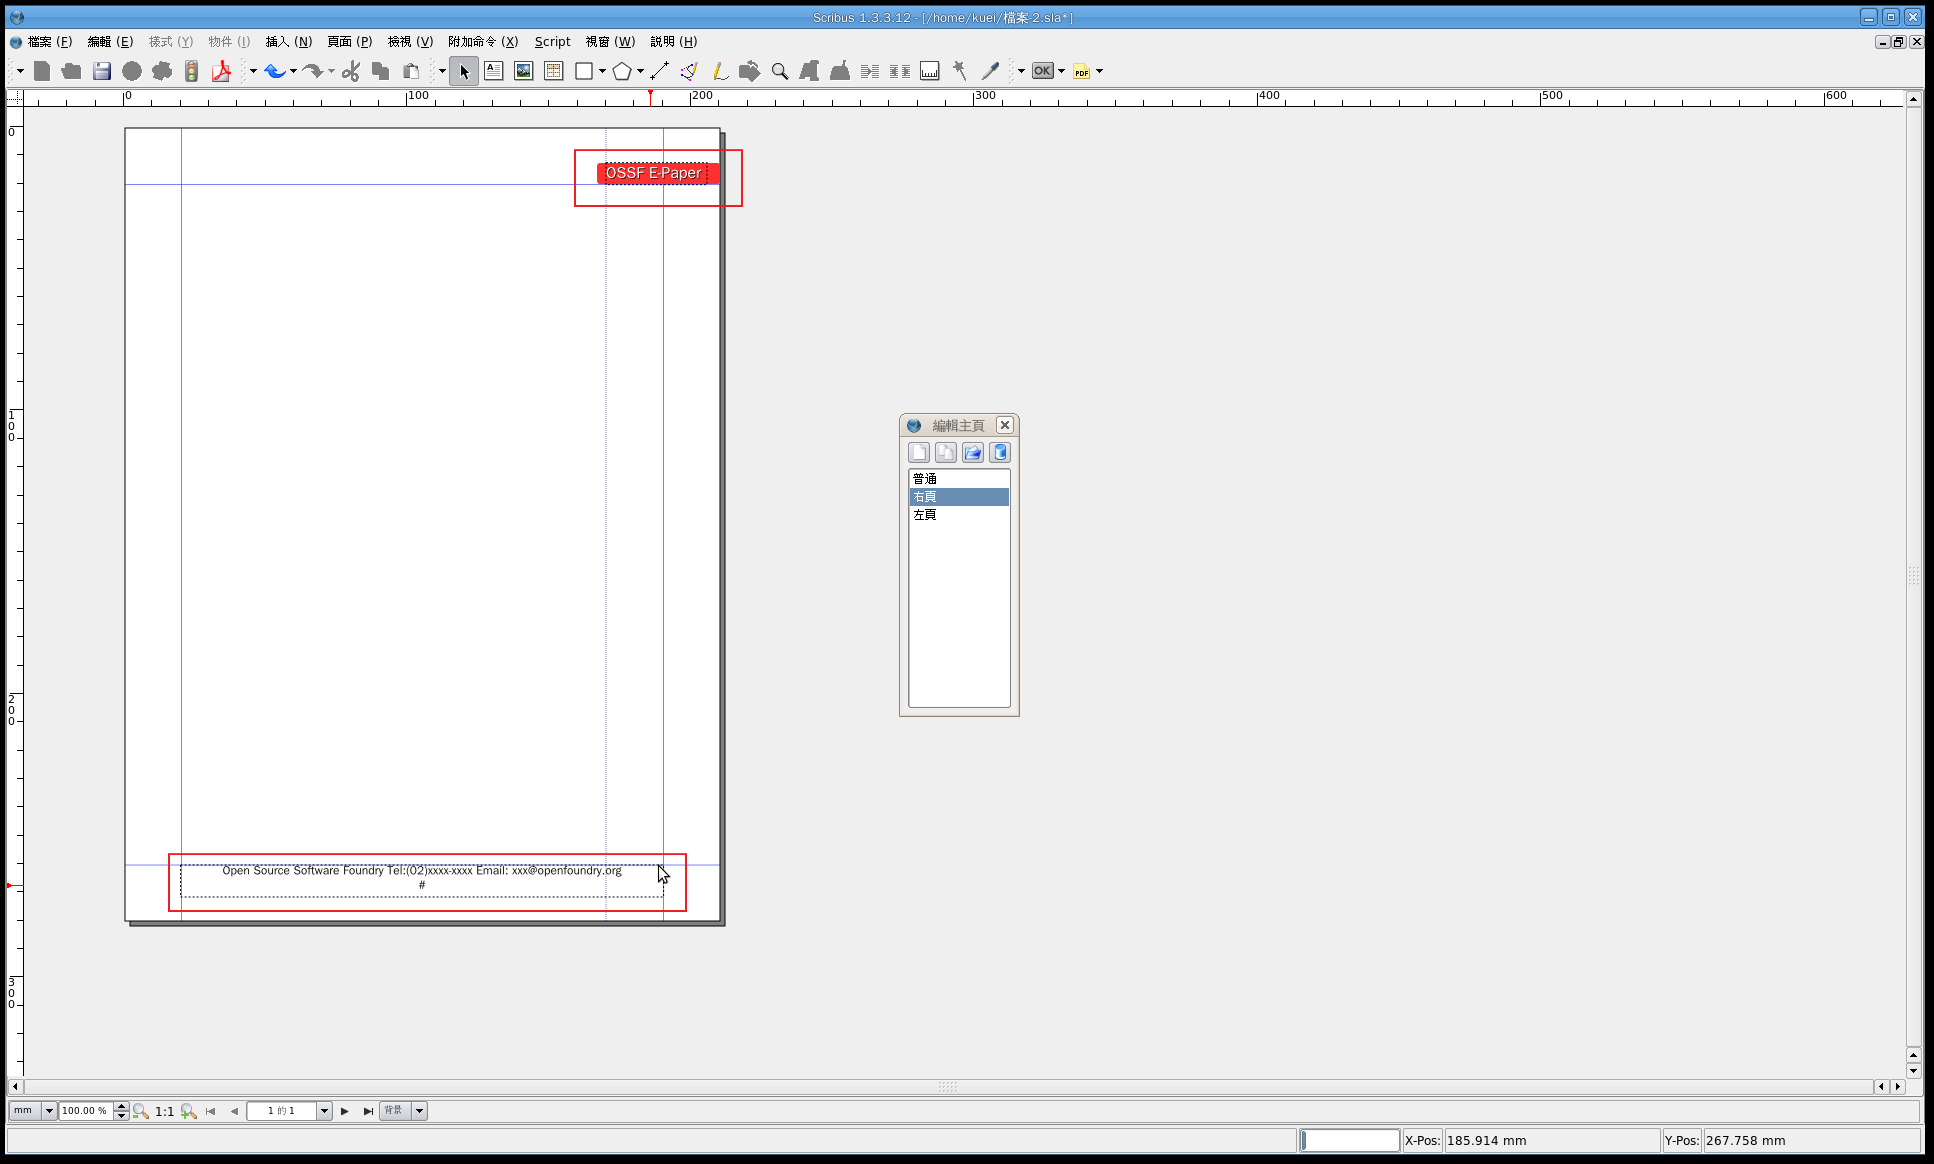 Scribus 1.3.3.12 - [/home/kuei/檔案-2.sla*]
檔案 (F) 編輯 (E) 樣式 (Y) 物件 (I) 插入 (N) 頁面 (P) 檢視 (V) 附加命令 (X) Script 視窗 (W) 說明 (H)
OK PDF
0 100 200 300 400 500 600
0
100
200
300
OSSF E-Paper
編輯主頁
普通
右頁
左頁
Open Source Software Foundry Tel:(02)xxxx-xxxx Email: xxx@openfoundry.org
#
mm 100.00 % 1:1 1 的 1 背景
X-Pos: 185.914 mm Y-Pos: 267.758 mm